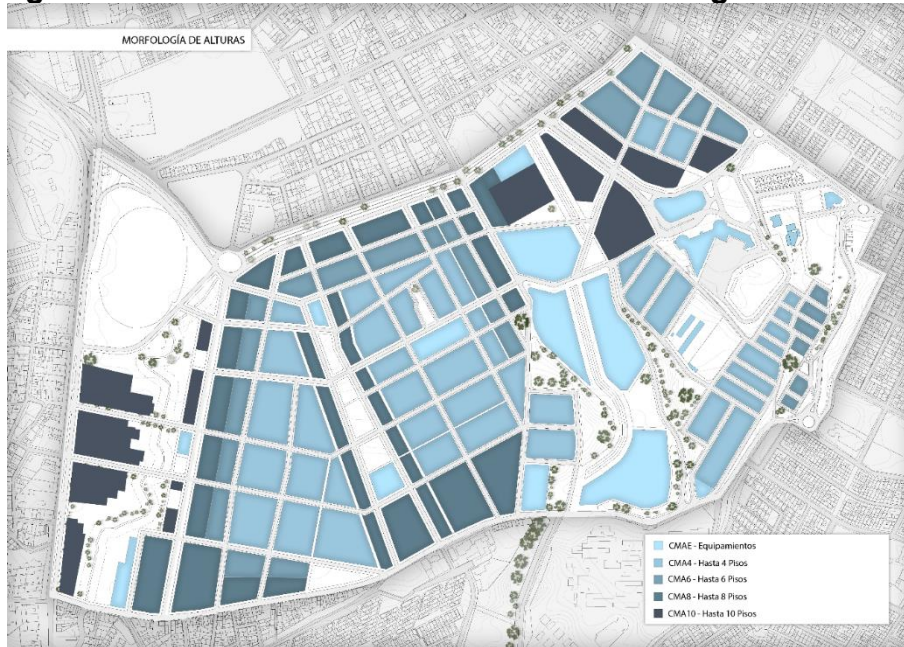 MORFOLOGÍA DE ALTURAS
CMAE - Equipamientos
CMA4 - Hasta 4 Pisos
CMA6 - Hasta 6 Pisos
CMA8 - Hasta 8 Pisos
CMA10 - Hasta 10 Pisos